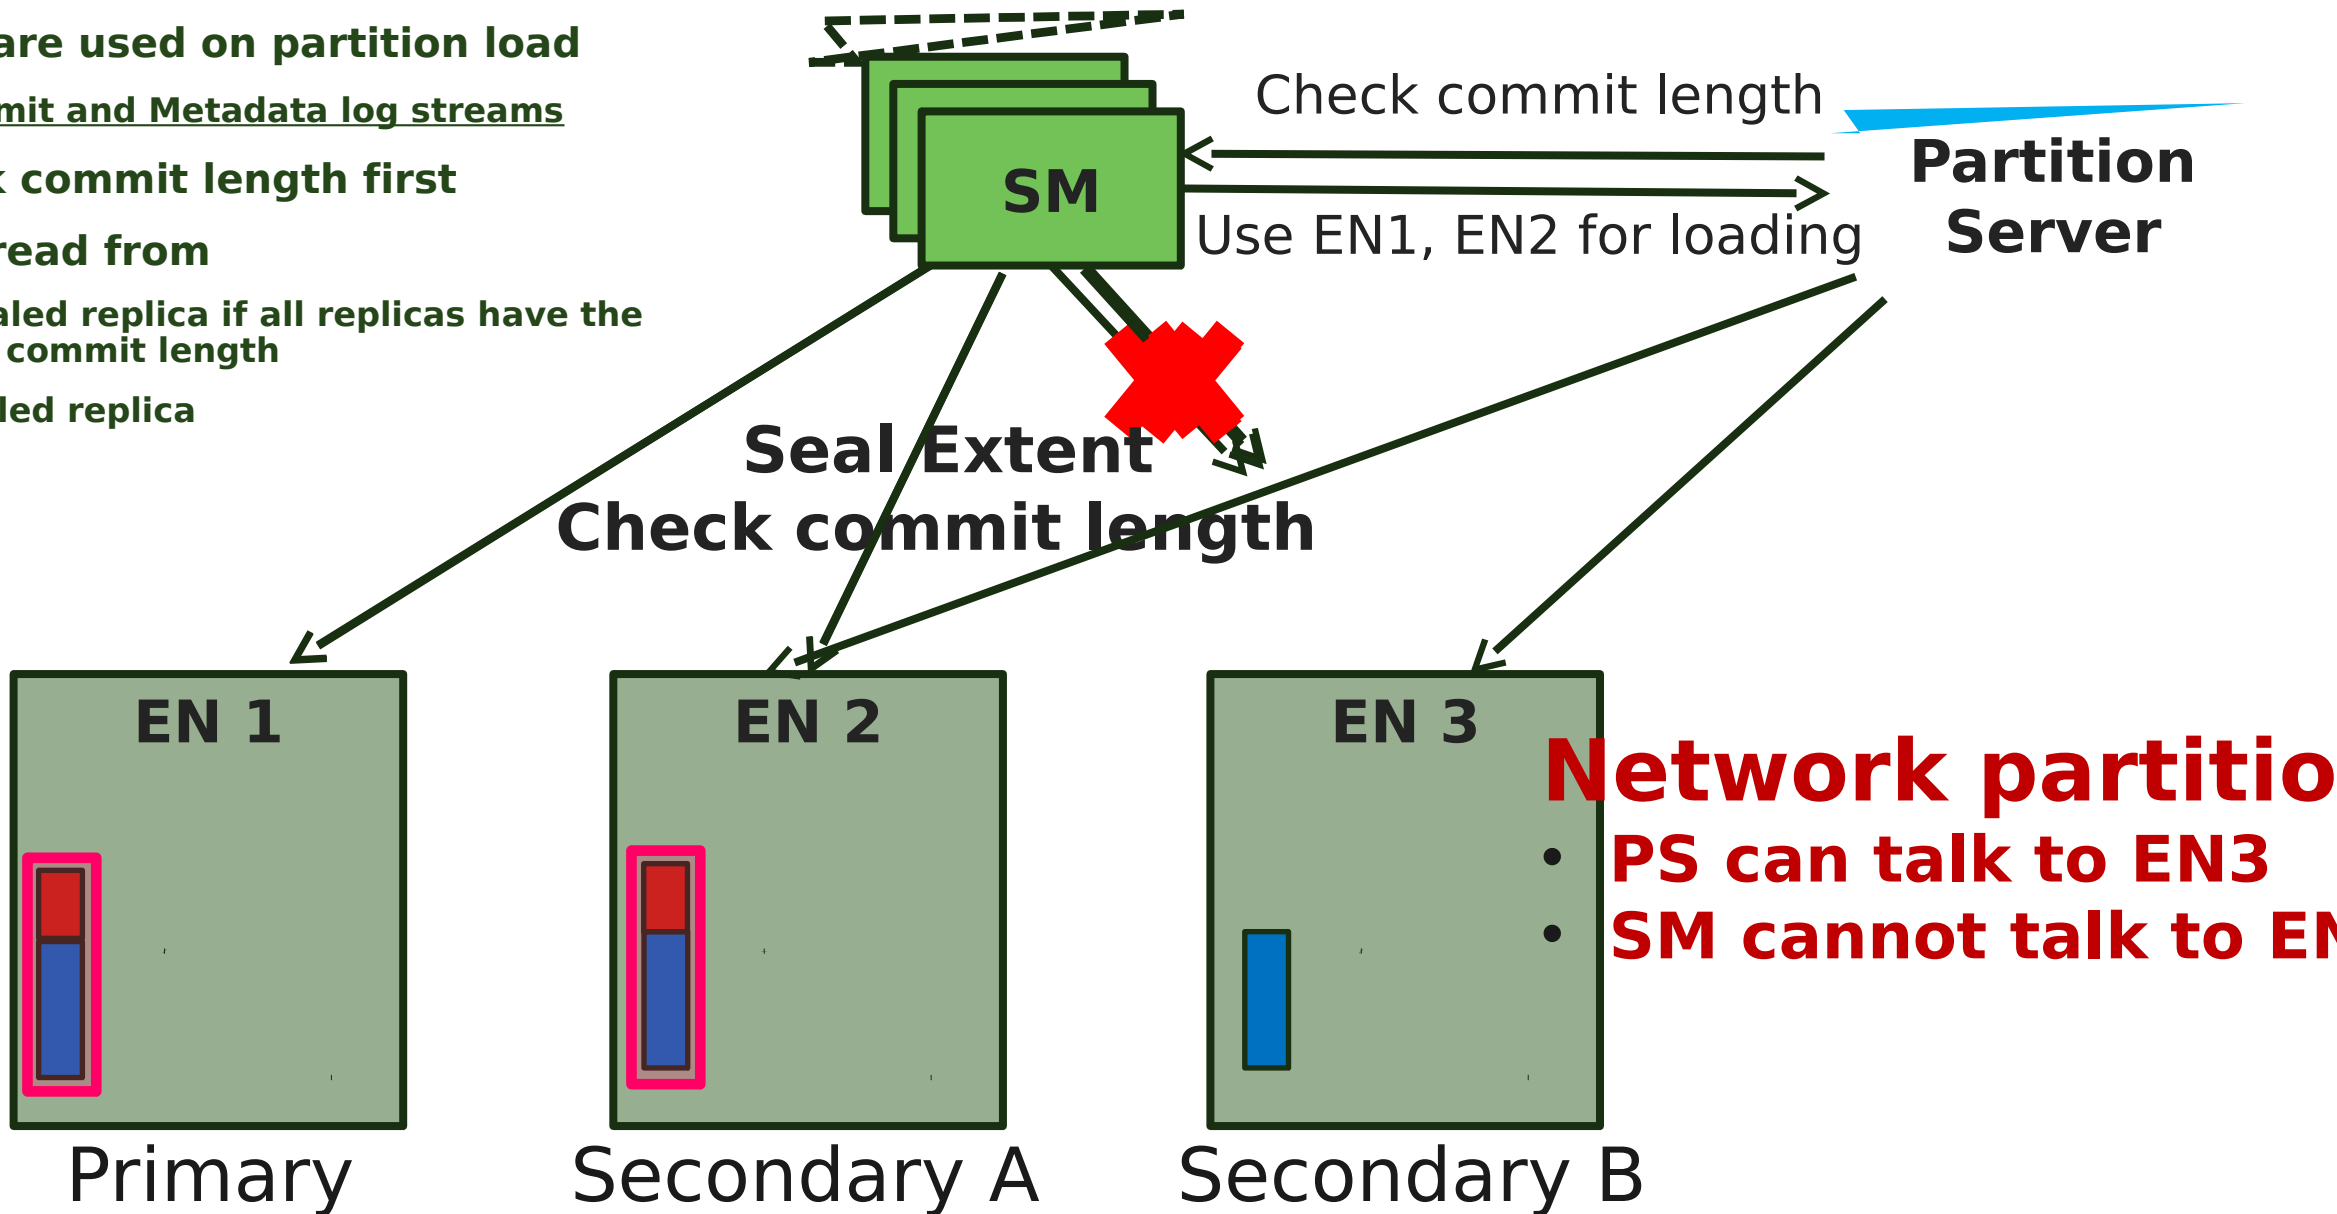 are used on partition load
mit and Metadata log streams
k commit length first
read from
aled replica if all replicas have the
commit length
led replica
SM
Check commit length
Use EN1, EN2 for loading
Partition
Server
Seal Extent
Check commit length
EN 1
EN 2
EN 3
Network partitio
• PS can talk to EN3
• SM cannot talk to EN
Primary
Secondary A
Secondary B